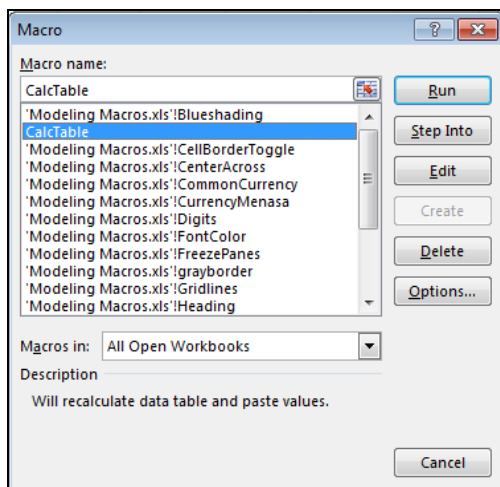 Macro
Macro name:
CalcTable
Run
'Modeling Macros.xls'!Blueshading
CalcTable
Step Into
'Modeling Macros.xls'!CellBorderToggle
'Modeling Macros.xls'!CenterAcross
Edit
'Modeling Macros.xls'!CommonCurrency
'Modeling Macros.xls'!CurrencyMenasa
Create
'Modeling Macros.xls'!Digits
'Modeling Macros.xls'!FontColor
Delete
'Modeling Macros.xls'!FreezePanes
'Modeling Macros.xls'!grayborder
Options...
'Modeling Macros.xls'!Gridlines
'Modeling Macros.xls'!Heading
Macros in: All Open Workbooks
Description
Will recalculate data table and paste values.
Cancel